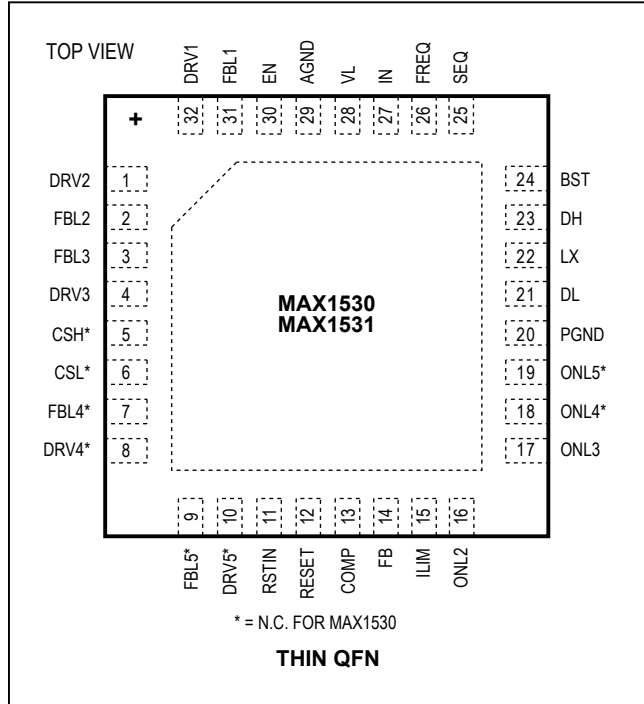 TOP VIEW
DRV1
FBL1
EN
AGND
VL
IN
FREQ
SEQ
+
32
31
30
29
28
27
26
25
DRV2 1
FBL2 2
FBL3 3
DRV3 4
CSH* 5
CSL* 6
FBL4* 7
DRV4* 8
MAX1530
MAX1531
24 BST
23 DH
22 LX
21 DL
20 PGND
19 ONL5*
18 ONL4*
17 ONL3
9
10
11
12
13
14
15
16
FBL5*
DRV5*
RSTIN
RESET
COMP
FB
ILIM
ONL2
* = N.C. FOR MAX1530
THIN QFN